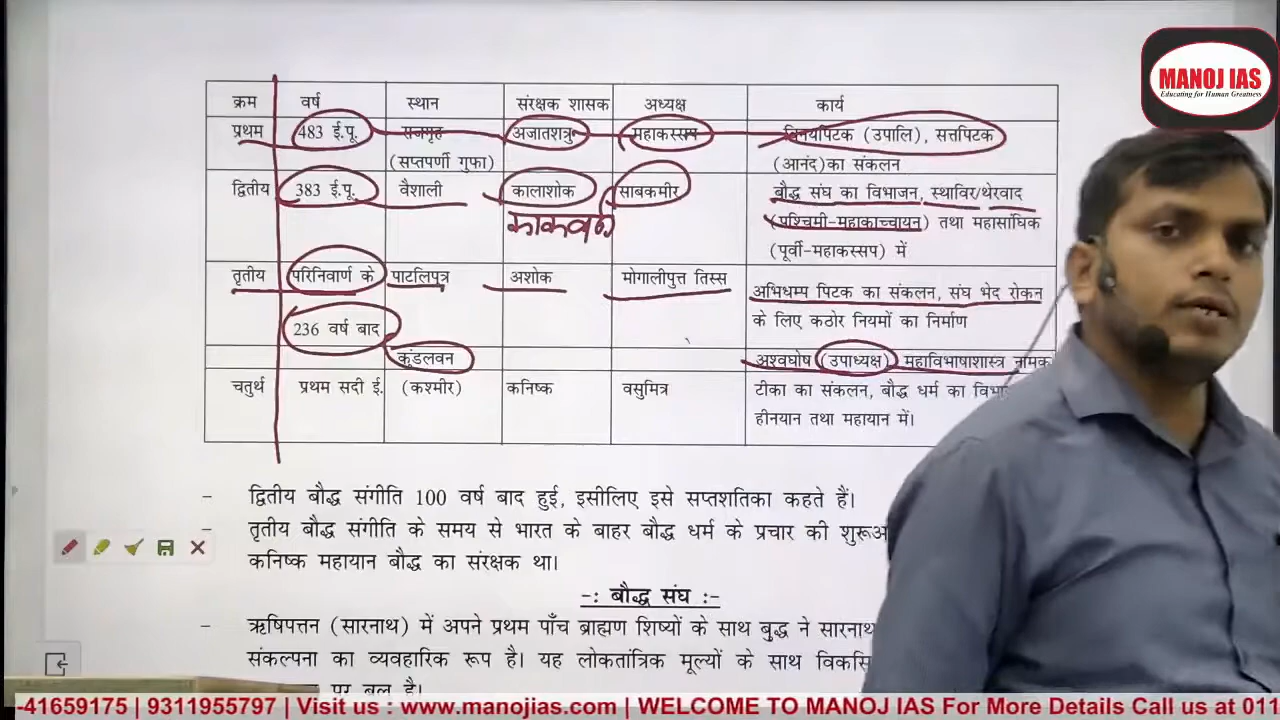 MANOJ IAS
Educating for Human Greatness
क्रम वर्ष स्थान संरक्षक शासक अध्यक्ष कार्य
प्रथम 483 ई.पू. राजगृह अजातशत्रु महाकस्सप विनयपिटक (उपालि), सत्तपिटक
(सप्तपर्णी गुफा) (आनंद)का संकलन
द्वितीय 383 ई.पू. वैशाली कालाशोक साबकमीर बौद्ध संघ का विभाजन, स्थाविर/थेरवाद
काकवर्ण (पश्चिमी-महाकाच्चायन) तथा महासांघिक
(पूर्वी-महाकस्सप) में
तृतीय परिनिवार्ण के पाटलिपुत्र अशोक मोगालीपुत्त तिस्स अभिधम्प पिटक का संकलन, संघ भेद रोकन
236 वर्ष बाद के लिए कठोर नियमों का निर्माण
कुंडलवन अश्वघोष (उपाध्यक्ष) महाविभाषाशास्त्र नामक
चतुर्थ प्रथम सदी ई. (कश्मीर) कनिष्क वसुमित्र टीका का संकलन, बौद्ध धर्म का
हीनयान तथा महायान में।
- द्वितीय बौद्ध संगीति 100 वर्ष बाद हुई, इसीलिए इसे सप्तशतिका कहते हैं।
- तृतीय बौद्ध संगीति के समय से भारत के बाहर बौद्ध धर्म के प्रचार की
कनिष्क महायान बौद्ध का संरक्षक था।
-: बौद्ध संघ :-
- ऋषिपत्तन (सारनाथ) में अपने प्रथम पाँच ब्राह्मण शिष्यों के साथ बुद्ध ने सारनाथ
संकल्पना का व्यवहारिक रूप है। यह लोकतांत्रिक मूल्यों के साथ
पर बल है।
-41659175 | 9311955797 | Visit us : www.manojias.com | WELCOME TO MANOJ IAS For More Details Call us at 011